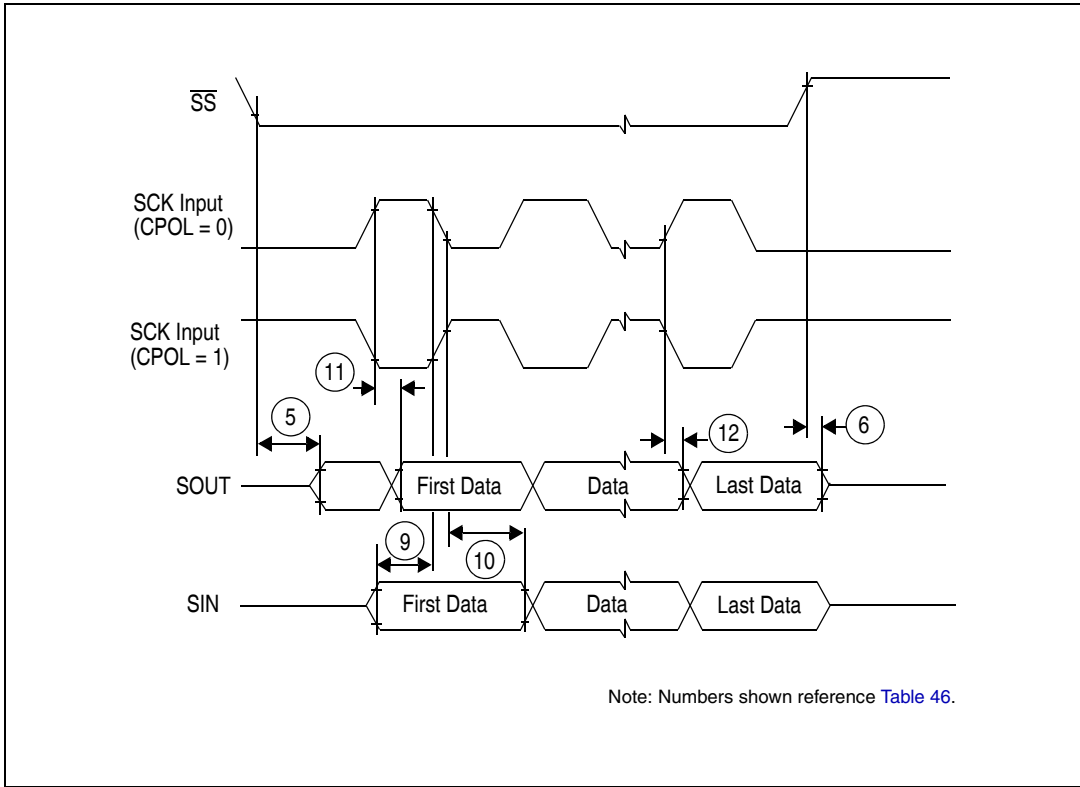 SS
SCK Input
(CPOL = 0)
SCK Input
(CPOL = 1)
11
5
12
6
SOUT
First Data
Data
Last Data
9
10
SIN
First Data
Data
Last Data
Note: Numbers shown reference Table 46.